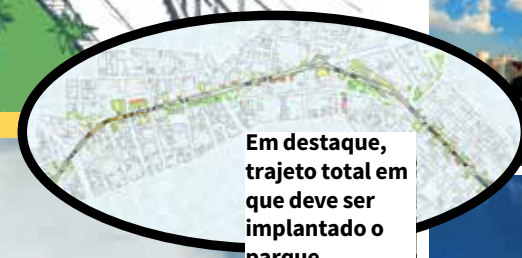 Em destaque,
trajeto total em
que deve ser
implantado o
parque